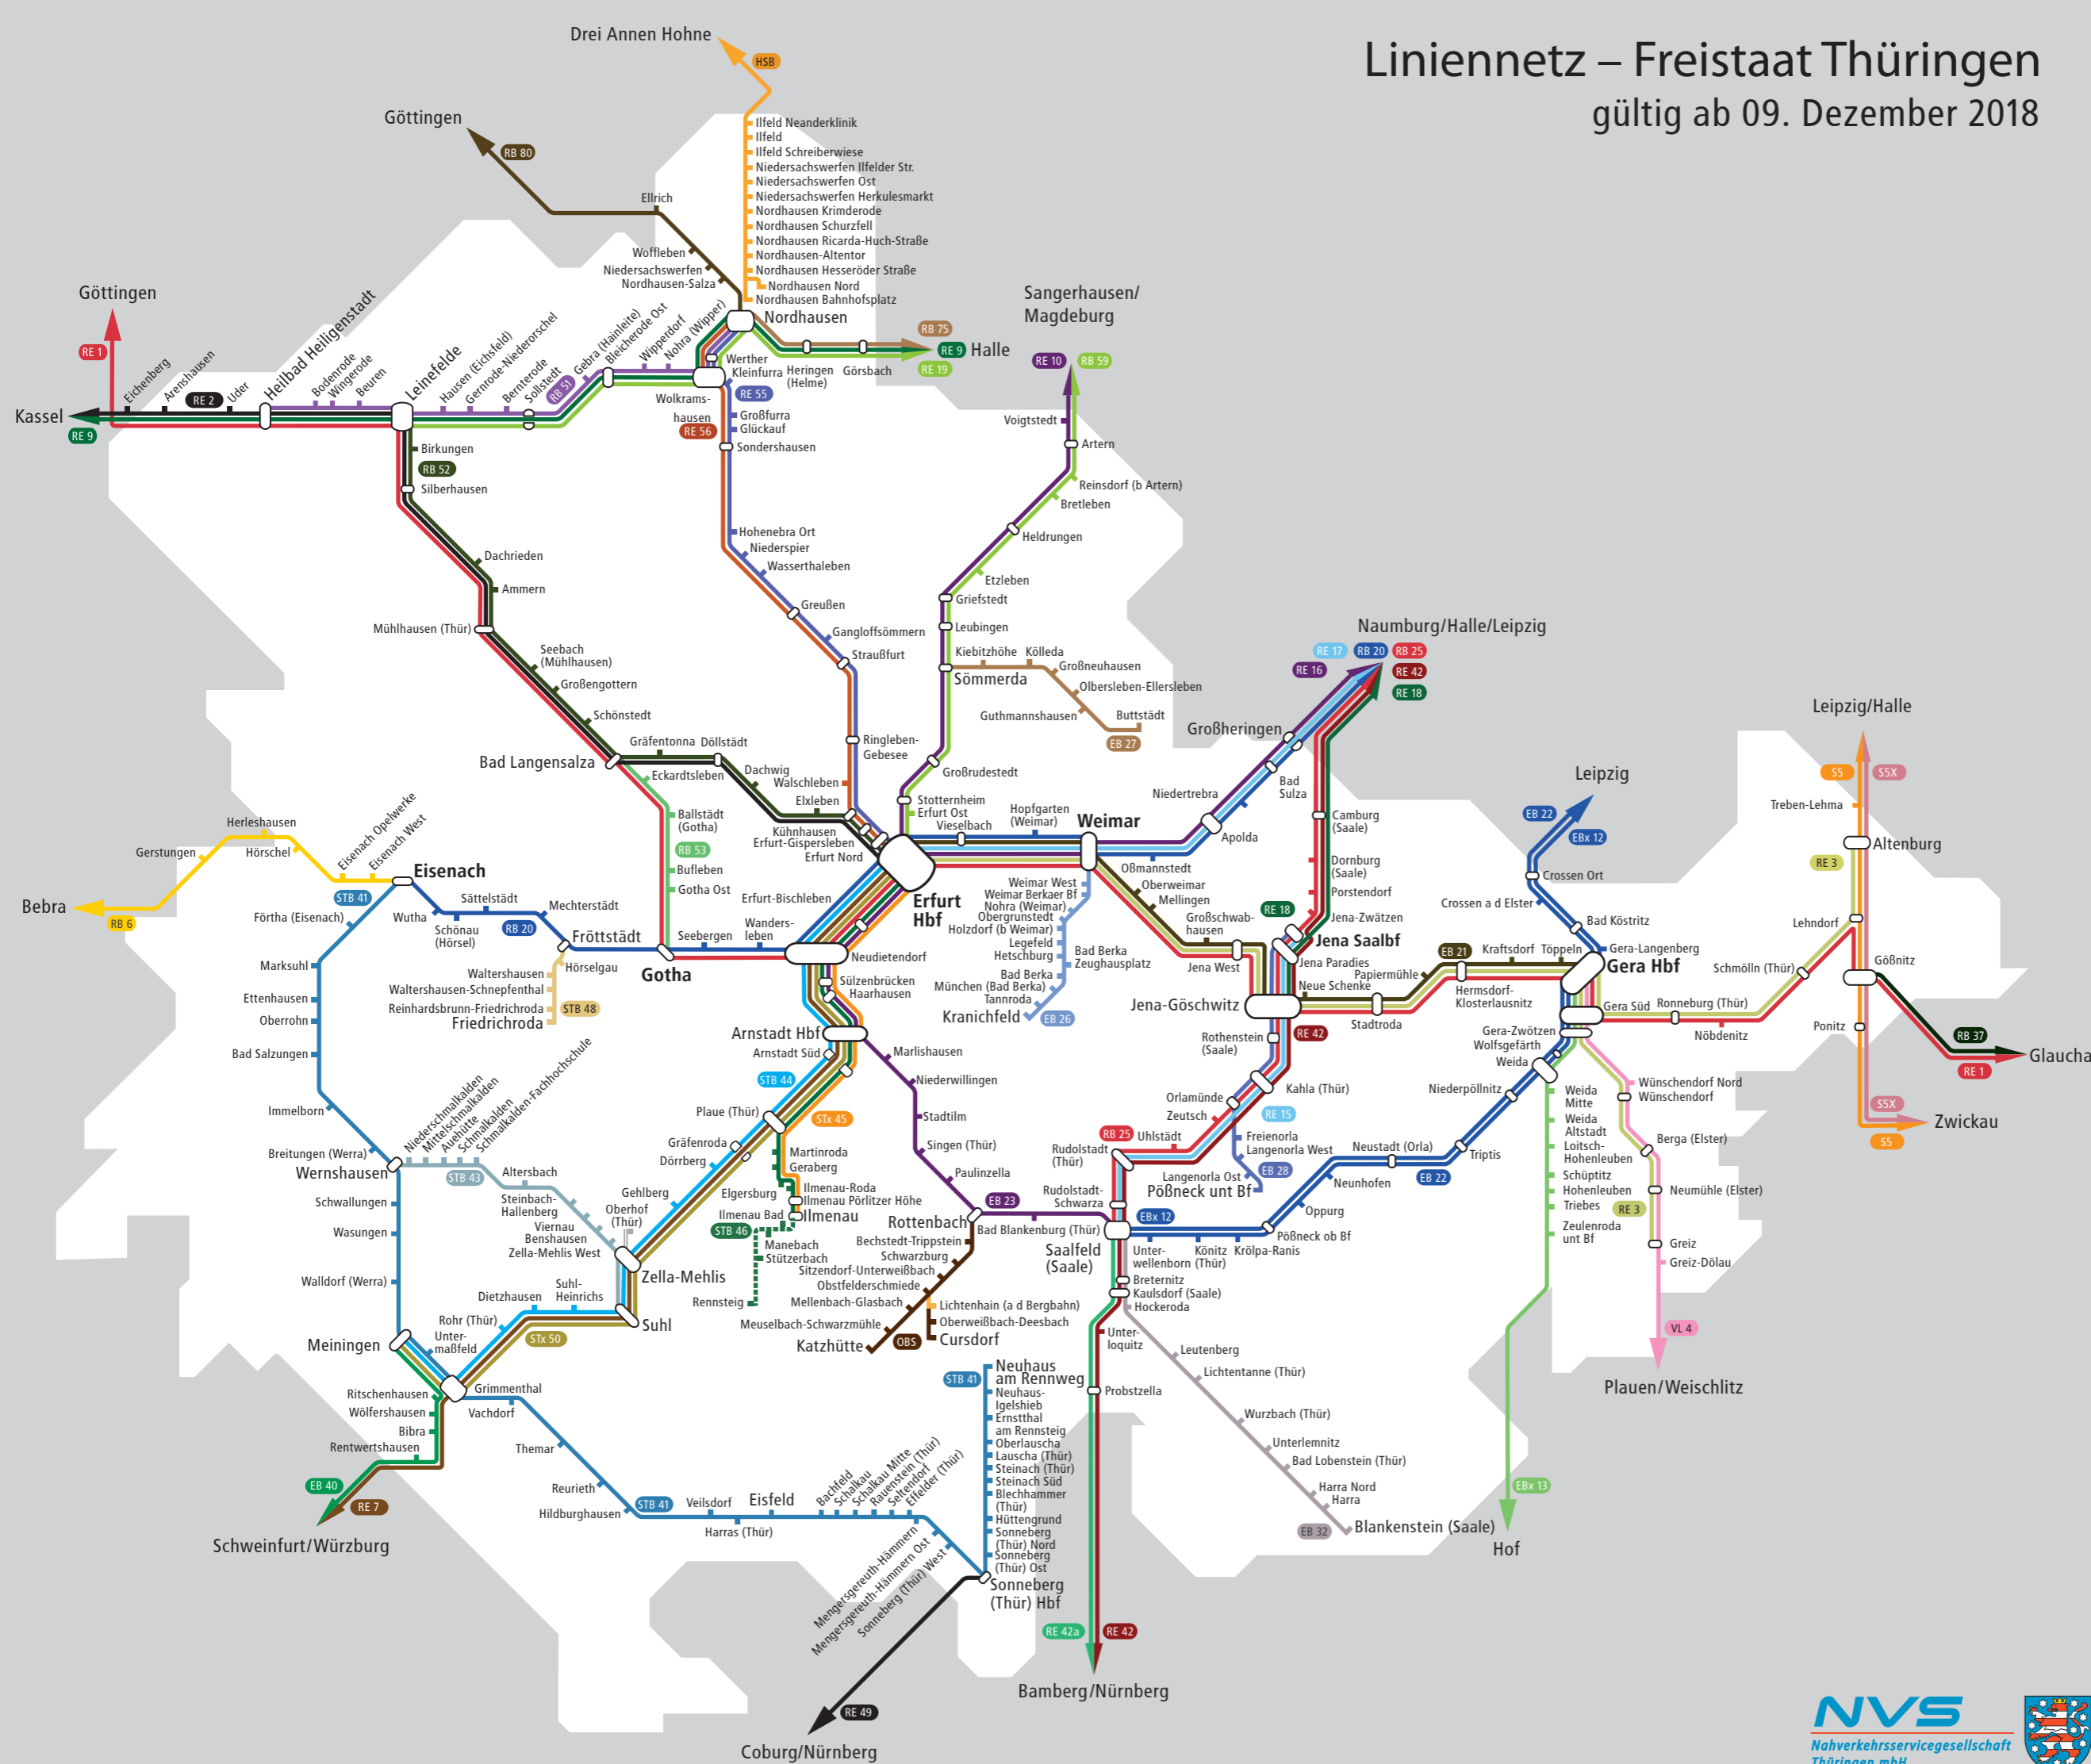 Liniennetz – Freistaat Thüringen
gültig ab 09. Dezember 2018
Drei Annen Hohne
HSB
Göttingen
RB 80
Ilfeld Neanderklinik
Ilfeld
Ilfeld Schreiberwiese
Niedersachswerfen Ilfelder Str.
Niedersachswerfen Ost
Niedersachswerfen Herkulesmarkt
Nordhausen Krimderode
Nordhausen Schurzfell
Nordhausen Ricarda-Huch-Straße
Nordhausen-Altentor
Nordhausen Hesseröder Straße
Nordhausen Nord
Nordhausen Bahnhofsplatz
Ellrich
Woffleben
Niedersachswerfen
Nordhausen-Salza
Nordhausen
Göttingen
RE 1
Kassel
RE 9
Eichenberg
Arenshausen
RE 2
Uder
Heilbad Heiligenstadt
Bodenrode
Wingerode
Beuren
Leinefelde
Hausen (Eichsfeld)
Gernrode-Niederorschel
Bernterode
Sollstedt
RB 51
Gebra (Hainleite)
Bleicherode Ost
Wipperdorf
Nohra (Wipper)
Werther
Kleinfurra
RE 55
Wolkrams-
hausen
RE 56
Großfurra
Glückauf
Sondershausen
Heringen
(Helme)
Görsbach
RB 75
RE 9
Halle
RE 19
Sangerhausen/
Magdeburg
RE 10
RB 59
Voigtstedt
Artern
Reinsdorf (b Artern)
Bretleben
Heldrungen
Etzleben
Griefstedt
Leubingen
Kiebitzhöhe
Kölleda
Großneuhausen
Sömmerda
Olbersleben-Ellersleben
Guthmannshausen
Buttstädt
EB 27
Großrudestedt
Stotternheim
Erfurt Ost
Birkungen
RB 52
Silberhausen
Dachrieden
Ammern
Mühlhausen (Thür)
Seebach
(Mühlhausen)
Großengottern
Schönstedt
Bad Langensalza
Gräfentonna
Döllstädt
Dachwig
Walschleben
Elxleben
Kühnhausen
Erfurt-Gispersleben
Erfurt Nord
Hohenebra Ort
Niederspier
Wasserthaleben
Greußen
Gangloffsömmern
Straußfurt
Ringleben-
Gebesee
Eckardtsleben
Ballstädt
(Gotha)
RB 53
Bufleben
Gotha Ost
Naumburg/Halle/Leipzig
RE 17
RB 20
RB 25
RE 16
RE 42
RE 18
Großheringen
Bad
Sulza
Niedertrebra
Apolda
Oßmannstedt
Camburg
(Saale)
Dornburg
(Saale)
Porstendorf
RE 18
Jena-Zwätzen
Jena Saalbf
Jena Paradies
Hopfgarten
(Weimar)
Vieselbach
Weimar
Erfurt
Hbf
Weimar West
Weimar Berkaer Bf
Nohra (Weimar)
Obergrunstedt
Holzdorf (b Weimar)
Legefeld
Hetschburg
Bad Berka
Zeughausplatz
Bad Berka
München (Bad Berka)
Tannroda
Kranichfeld
EB 26
Oberweimar
Mellingen
Großschwab-
hausen
Jena West
Jena-Göschwitz
Neue Schenke
Papiermühle
Stadtroda
EB 21
Hermsdorf-
Klosterlausnitz
Kraftsdorf
Töppeln
Leipzig
EB 22
EBx 12
Crossen Ort
Crossen a d Elster
Bad Köstritz
Gera-Langenberg
Gera Hbf
Gera Süd
Gera-Zwötzen
Wolfsgefärth
Weida
Ronneburg (Thür)
Nöbdenitz
Schmölln (Thür)
Lehndorf
Leipzig/Halle
S5
S5X
Treben-Lehma
Altenburg
RE 3
Gößnitz
Ponitz
RB 37
Glauchau
RE 1
S5X
Zwickau
S5
Herleshausen
Gerstungen
Hörschel
Eisenach Opelwerke
Eisenach West
Bebra
RB 6
Eisenach
STB 41
Förtha (Eisenach)
Wutha
Schönau
(Hörsel)
Sättelstädt
RB 20
Mechterstädt
Fröttstädt
Hörselgau
Waltershausen
Waltershausen-Schnepfenthal
Reinhardsbrunn-Friedrichroda
Friedrichroda
STB 48
Gotha
Seebergen
Wanders-
leben
Erfurt-Bischleben
Neudietendorf
Sülzenbrücken
Haarhausen
Marksuhl
Ettenhausen
Oberrohn
Bad Salzungen
Immelborn
Breitungen (Werra)
Wernshausen
Niederschmalkalden
Mittelschmalkalden
Auehütte
Schmalkalden
Schmalkalden-Fachhochschule
STB 43
Altersbach
Steinbach-
Hallenberg
Viernau
Benshausen
Zella-Mehlis West
Oberhof
(Thür)
Zella-Mehlis
Suhl
Suhl-
Heinrichs
Dietzhausen
Rohr (Thür)
STx 50
Schwallungen
Wasungen
Walldorf (Werra)
Meiningen
Unter-
maßfeld
Grimmenthal
Ritschenhausen
Wölfershausen
Bibra
Rentwertshausen
EB 40
RE 7
Schweinfurt/Würzburg
Vachdorf
Themar
Reurieth
Hildburghausen
STB 41
Veilsdorf
Harras (Thür)
Eisfeld
Bachfeld
Schalkau
Schalkau Mitte
Rauenstein (Thür)
Seltendorf
Effelder (Thür)
Mengersgereuth-Hämmern
Mengersgereuth-Hämmern Ost
Sonneberg (Thür) West
Sonneberg
(Thür) Hbf
RE 49
Coburg/Nürnberg
STB 41
Neuhaus
am Rennweg
Neuhaus-
Igelshieb
Ernstthal
am Rennsteig
Oberlauscha
Lauscha (Thür)
Steinach (Thür)
Steinach Süd
Blechhammer
(Thür)
Hüttengrund
Sonneberg
(Thür) Nord
Sonneberg
(Thür) Ost
Arnstadt Hbf
Arnstadt Süd
STB 44
Plaue (Thür)
STx 45
Gräfenroda
Dörrberg
Gehlberg
Martinroda
Geraberg
Elgersburg
Ilmenau-Roda
Ilmenau Pörlitzer Höhe
Ilmenau Bad
Ilmenau
STB 46
Manebach
Stützerbach
Rennsteig
Marlishausen
Niederwillingen
Stadtilm
Singen (Thür)
Paulinzella
EB 23
Rottenbach
Bad Blankenburg (Thür)
Bechstedt-Trippstein
Schwarzburg
Sitzendorf-Unterweißbach
Obstfelderschmiede
Mellenbach-Glasbach
Meuselbach-Schwarzmühle
Katzhütte
OBS
Lichtenhain (a d Bergbahn)
Oberweißbach-Deesbach
Cursdorf
Rothenstein
(Saale)
RE 42
Kahla (Thür)
Orlamünde
Zeutsch
RE 15
RB 25
Uhlstädt
Rudolstadt
(Thür)
Rudolstadt-
Schwarza
Freienorla
Langenorla West
Langenorla Ost
EB 28
Pößneck unt Bf
Saalfeld
(Saale)
EBx 12
Unter-
wellenborn
Könitz
(Thür)
Krölpa-Ranis
Pößneck ob Bf
Oppurg
Neunhofen
Neustadt (Orla)
EB 22
Triptis
Niederpöllnitz
Breternitz
Kaulsdorf (Saale)
Hockeroda
Unter-
loquitz
Probstzella
Leutenberg
Lichtentanne (Thür)
Wurzbach (Thür)
Unterlemnitz
Bad Lobenstein (Thür)
Harra Nord
Harra
EB 32
Blankenstein (Saale)
RE 42a
RE 42
Bamberg/Nürnberg
Weida
Mitte
Weida
Altstadt
Loitsch-
Hohenleuben
Schüptitz
Hohenleuben
Triebes
Zeulenroda
unt Bf
EBx 13
Hof
Wünschendorf Nord
Wünschendorf
Berga (Elster)
Neumühle (Elster)
RE 3
Greiz
Greiz-Dölau
VL 4
Plauen/Weischlitz
NVS
Nahverkehrsservicegesellschaft
Thüringen mbH